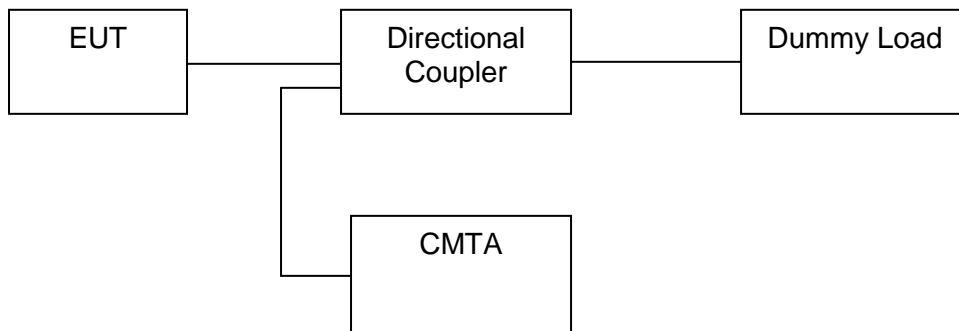 EUT
Directional
Coupler
Dummy Load
CMTA